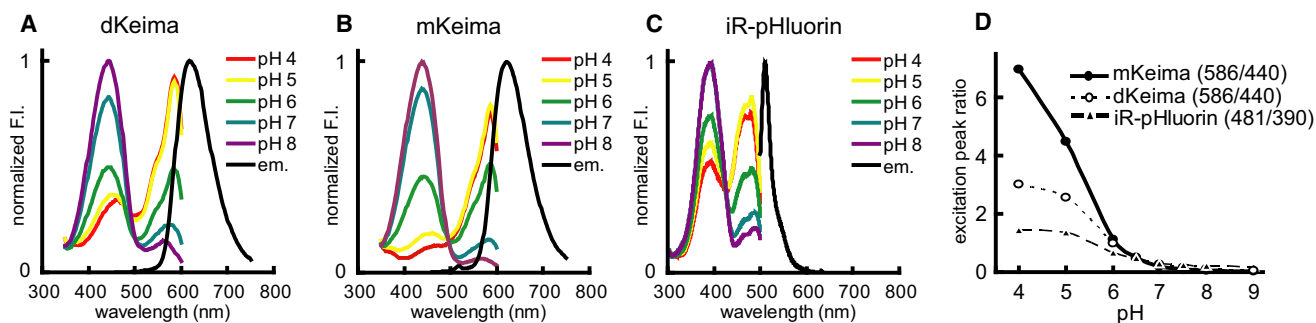 A
dKeima
1
0
normalized F.I.
pH 4
pH 5
pH 6
pH 7
pH 8
em.
300 400 500 600 700 800
wavelength (nm)
B
mKeima
1
0
normalized F.I.
pH 4
pH 5
pH 6
pH 7
pH 8
em.
300 400 500 600 700 800
wavelength (nm)
C
iR-pHluorin
1
0
normalized F.I.
pH 4
pH 5
pH 6
pH 7
pH 8
em.
300 400 500 600 700 800
wavelength (nm)
D
excitation peak ratio
6
4
2
0
mKeima (586/440)
dKeima (586/440)
iR-pHluorin (481/390)
4 5 6 7 8 9
pH